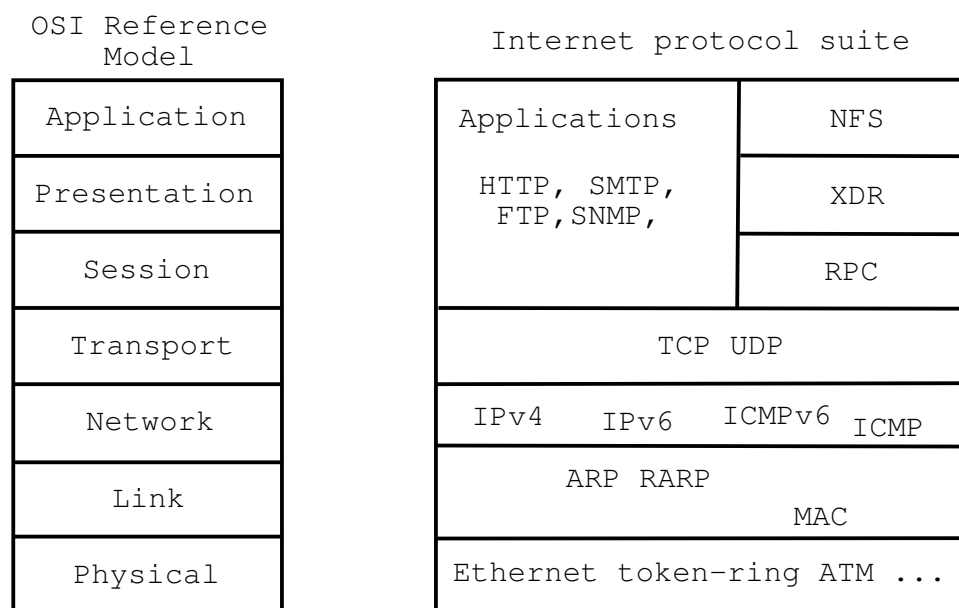 OSI Reference
Model
Application
Presentation
Session
Transport
Network
Link
Physical
Internet protocol suite
Applications
HTTP, SMTP,
FTP,SNMP,
NFS
XDR
RPC
TCP UDP
IPv4 IPv6 ICMPv6 ICMP
ARP RARP
MAC
Ethernet token-ring ATM ...